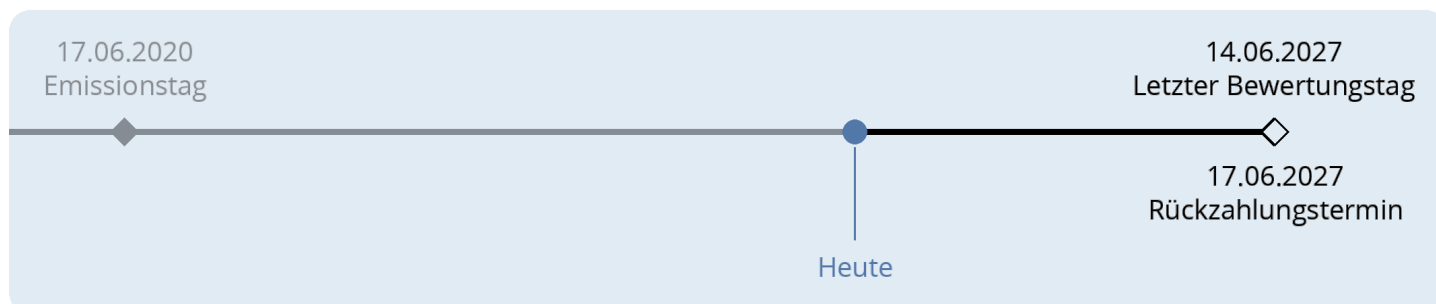 17.06.2020
Emissionstag
14.06.2027
Letzter Bewertungstag
17.06.2027
Rückzahlungstermin
Heute